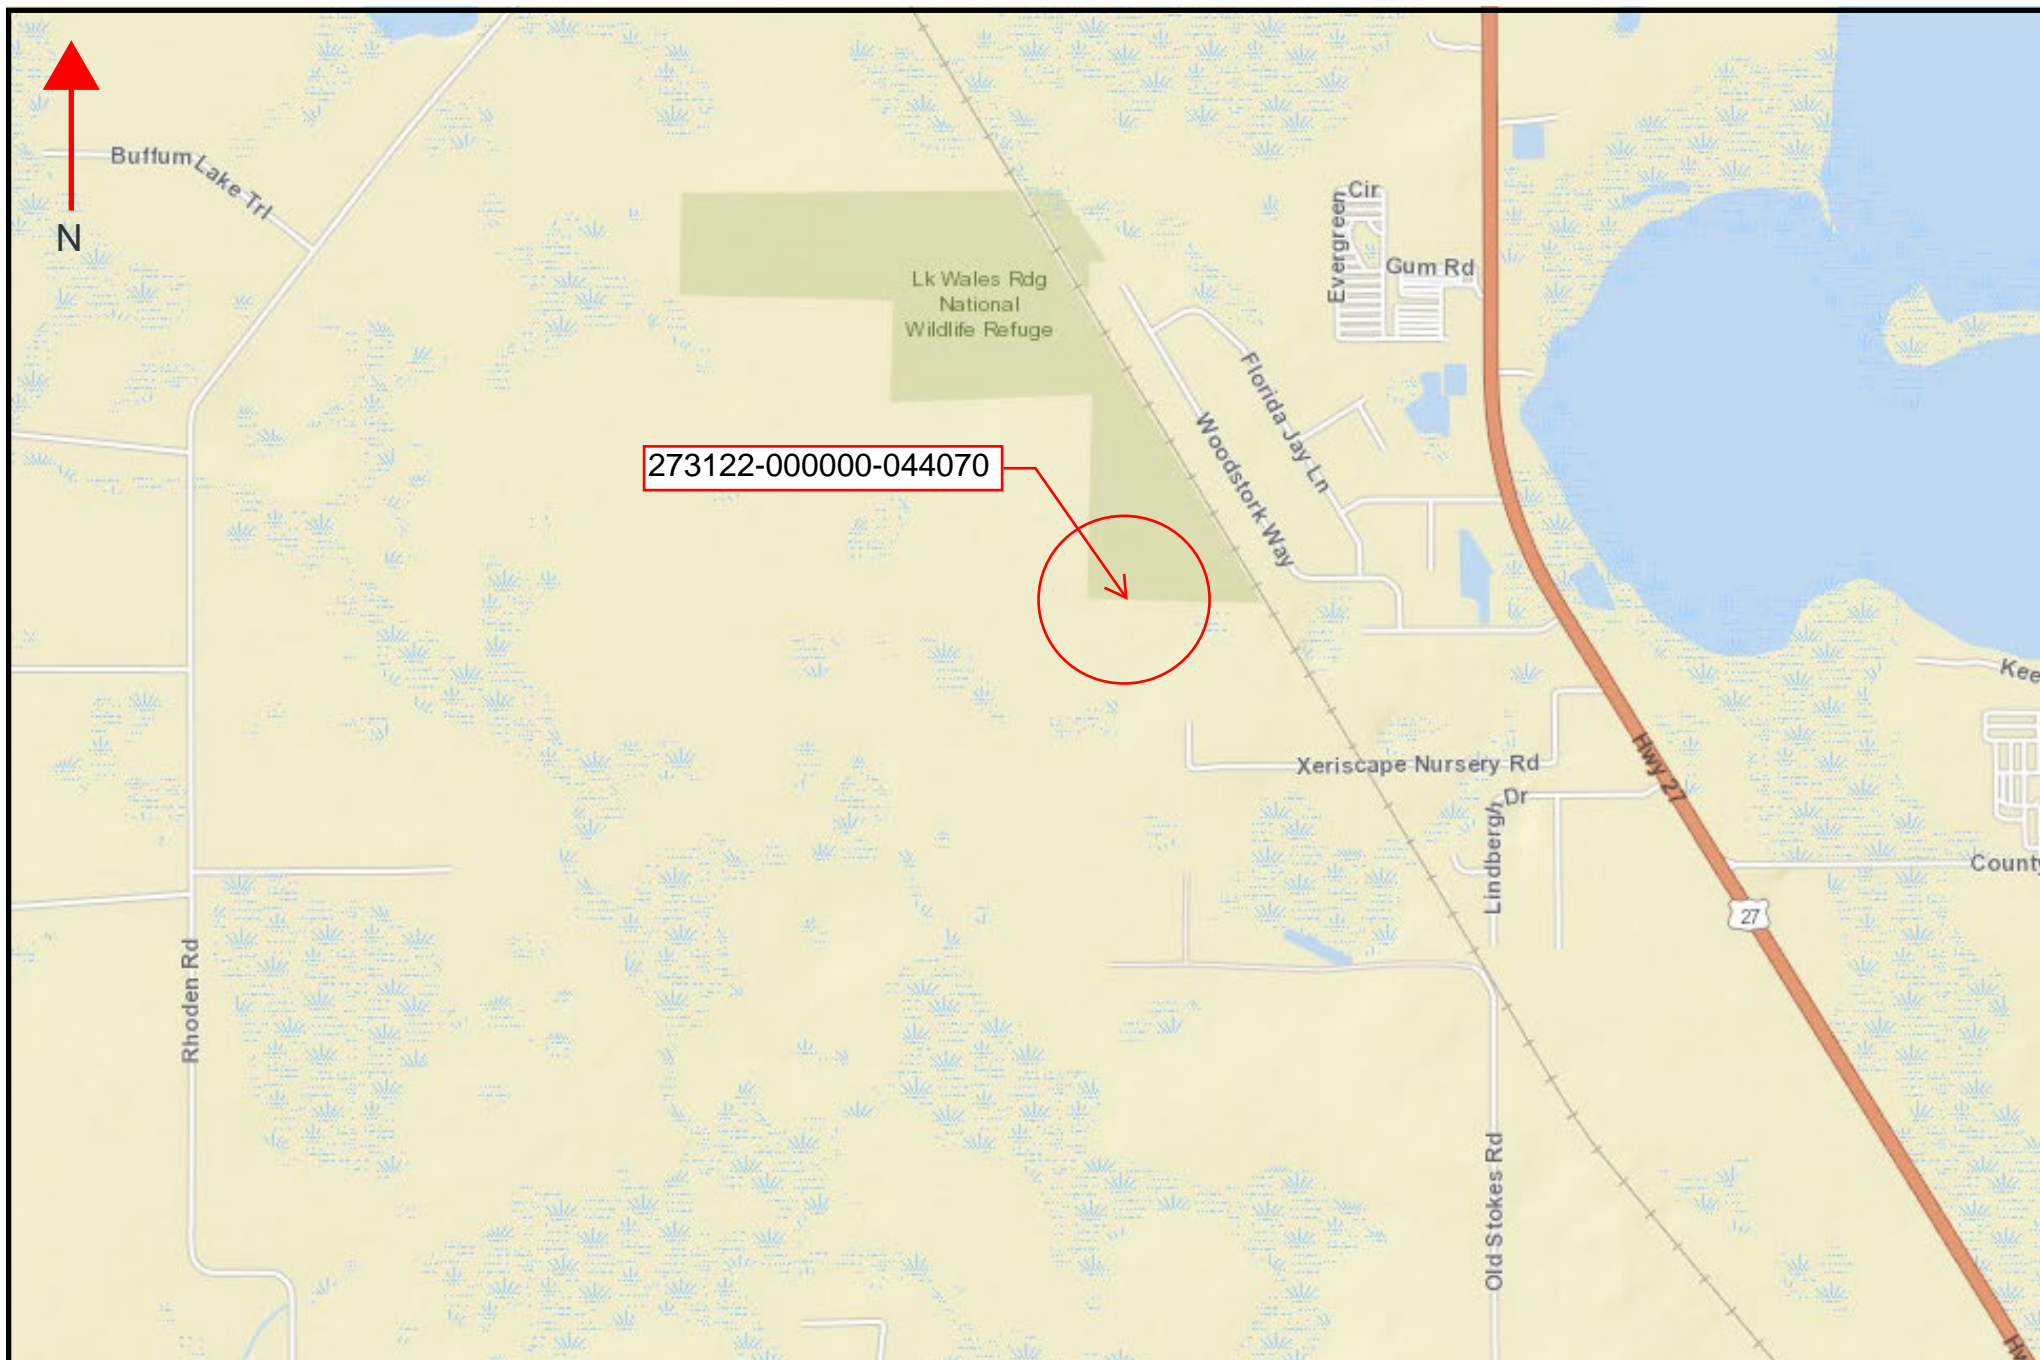 Buffum Lake Trl
N
Cir
Evergreen
Gum Rd
Lk Wales Rdg
National
Wildlife Refuge
Florida Jay Ln
Woodstork Way
273122-000000-044070
Kee
Hwy 27
Xeriscape Nursery Rd
Lindbergh Dr
County
27
Rhoden Rd
Old Stokes Rd
Hw